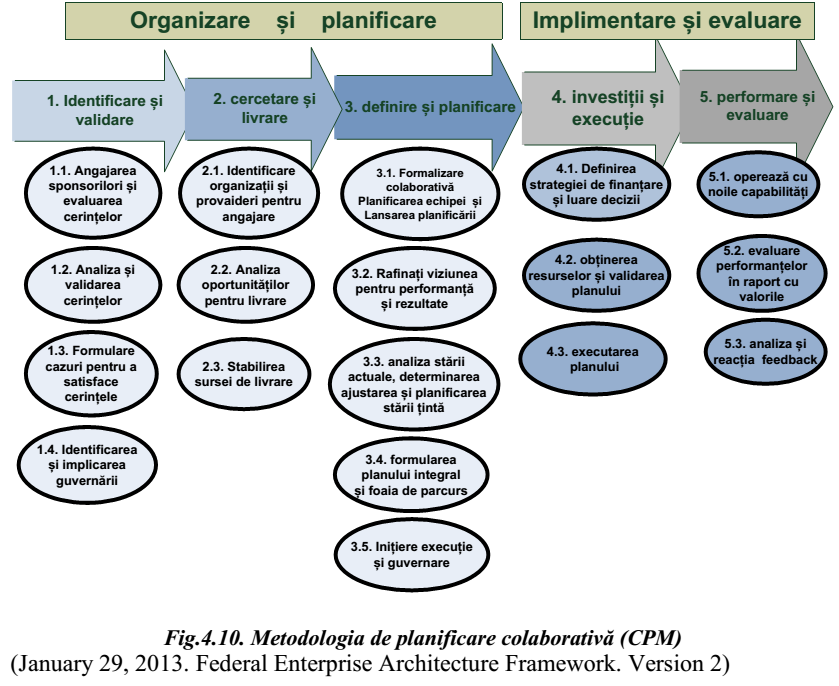 Organizare și planificare
Implimentare și evaluare
1. Identificare și
validare
2. cercetare și
livrare
3. definire și planificare
4. investiții și
execuție
5. performare și
evaluare
1.1. Angajarea
sponsorilori și
evaluarea
cerințelor
1.2. Analiza și
validarea
cerințelor
1.3. Formulare
cazuri pentru a
satisface
cerințele
1.4. Identificarea
și implicarea
guvernării
2.1. Identificare
organizații și
provaideri pentru
angajare
2.2. Analiza
oportunităților
pentru livrare
2.3. Stabilirea
sursei de livrare
3.1. Formalizare
colaborativă
Planificarea echipei și
Lansarea planificării
3.2. Rafinați viziunea
pentru performanță
și rezultate
3.3. analiza stării
actuale, determinarea
ajustarea și planificarea
stării țintă
3.4. formularea
planului integral
și foaia de parcurs
3.5. Inițiere execuție
și guvernare
4.1. Definirea
strategiei de finanțare
și luare decizii
4.2. obținerea
resurselor și validarea
planului
4.3. executarea
planului
5.1. operează cu
noile capabilități
5.2. evaluare
performanțelor
în raport cu
valorile
5.3. analiza și
reacția feedback
Fig.4.10. Metodologia de planificare colaborativă (CPM)
(January 29, 2013. Federal Enterprise Architecture Framework. Version 2)